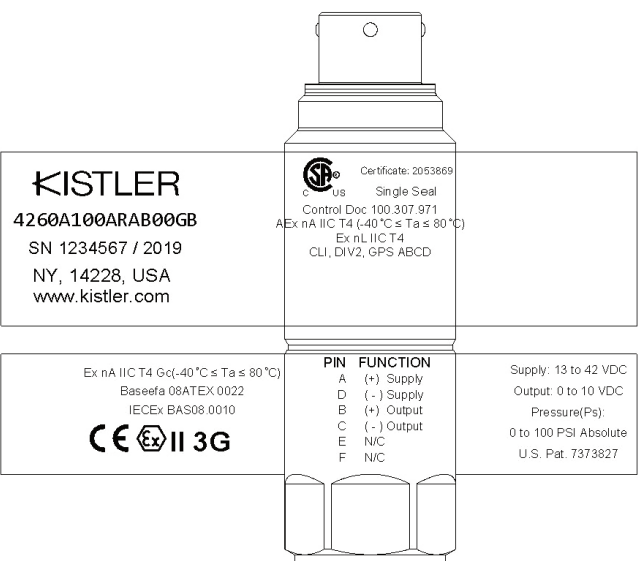 KISTLER
4260A100ARAB00GB
SN 1234567 / 2019
NY, 14228, USA
www.kistler.com
CSA ®
C US
Certificate: 2053869
Single Seal
Control Doc 100.307.971
AEx nA IIC T4 (-40°C ≤ Ta ≤ 80°C)
Ex nL IIC T4
CLI, DIV2, GPS ABCD
Ex nA IIC T4 Gc(-40°C ≤ Ta ≤ 80°C)
Baseefa 08ATEX 0022
IECEx BAS08.0010
CE Ex II 3G
PIN FUNCTION
A (+) Supply
D (-) Supply
B (+) Output
C (-) Output
E N/C
F N/C
Supply: 13 to 42 VDC
Output: 0 to 10 VDC
Pressure(Ps):
0 to 100 PSI Absolute
U.S. Pat. 7373827